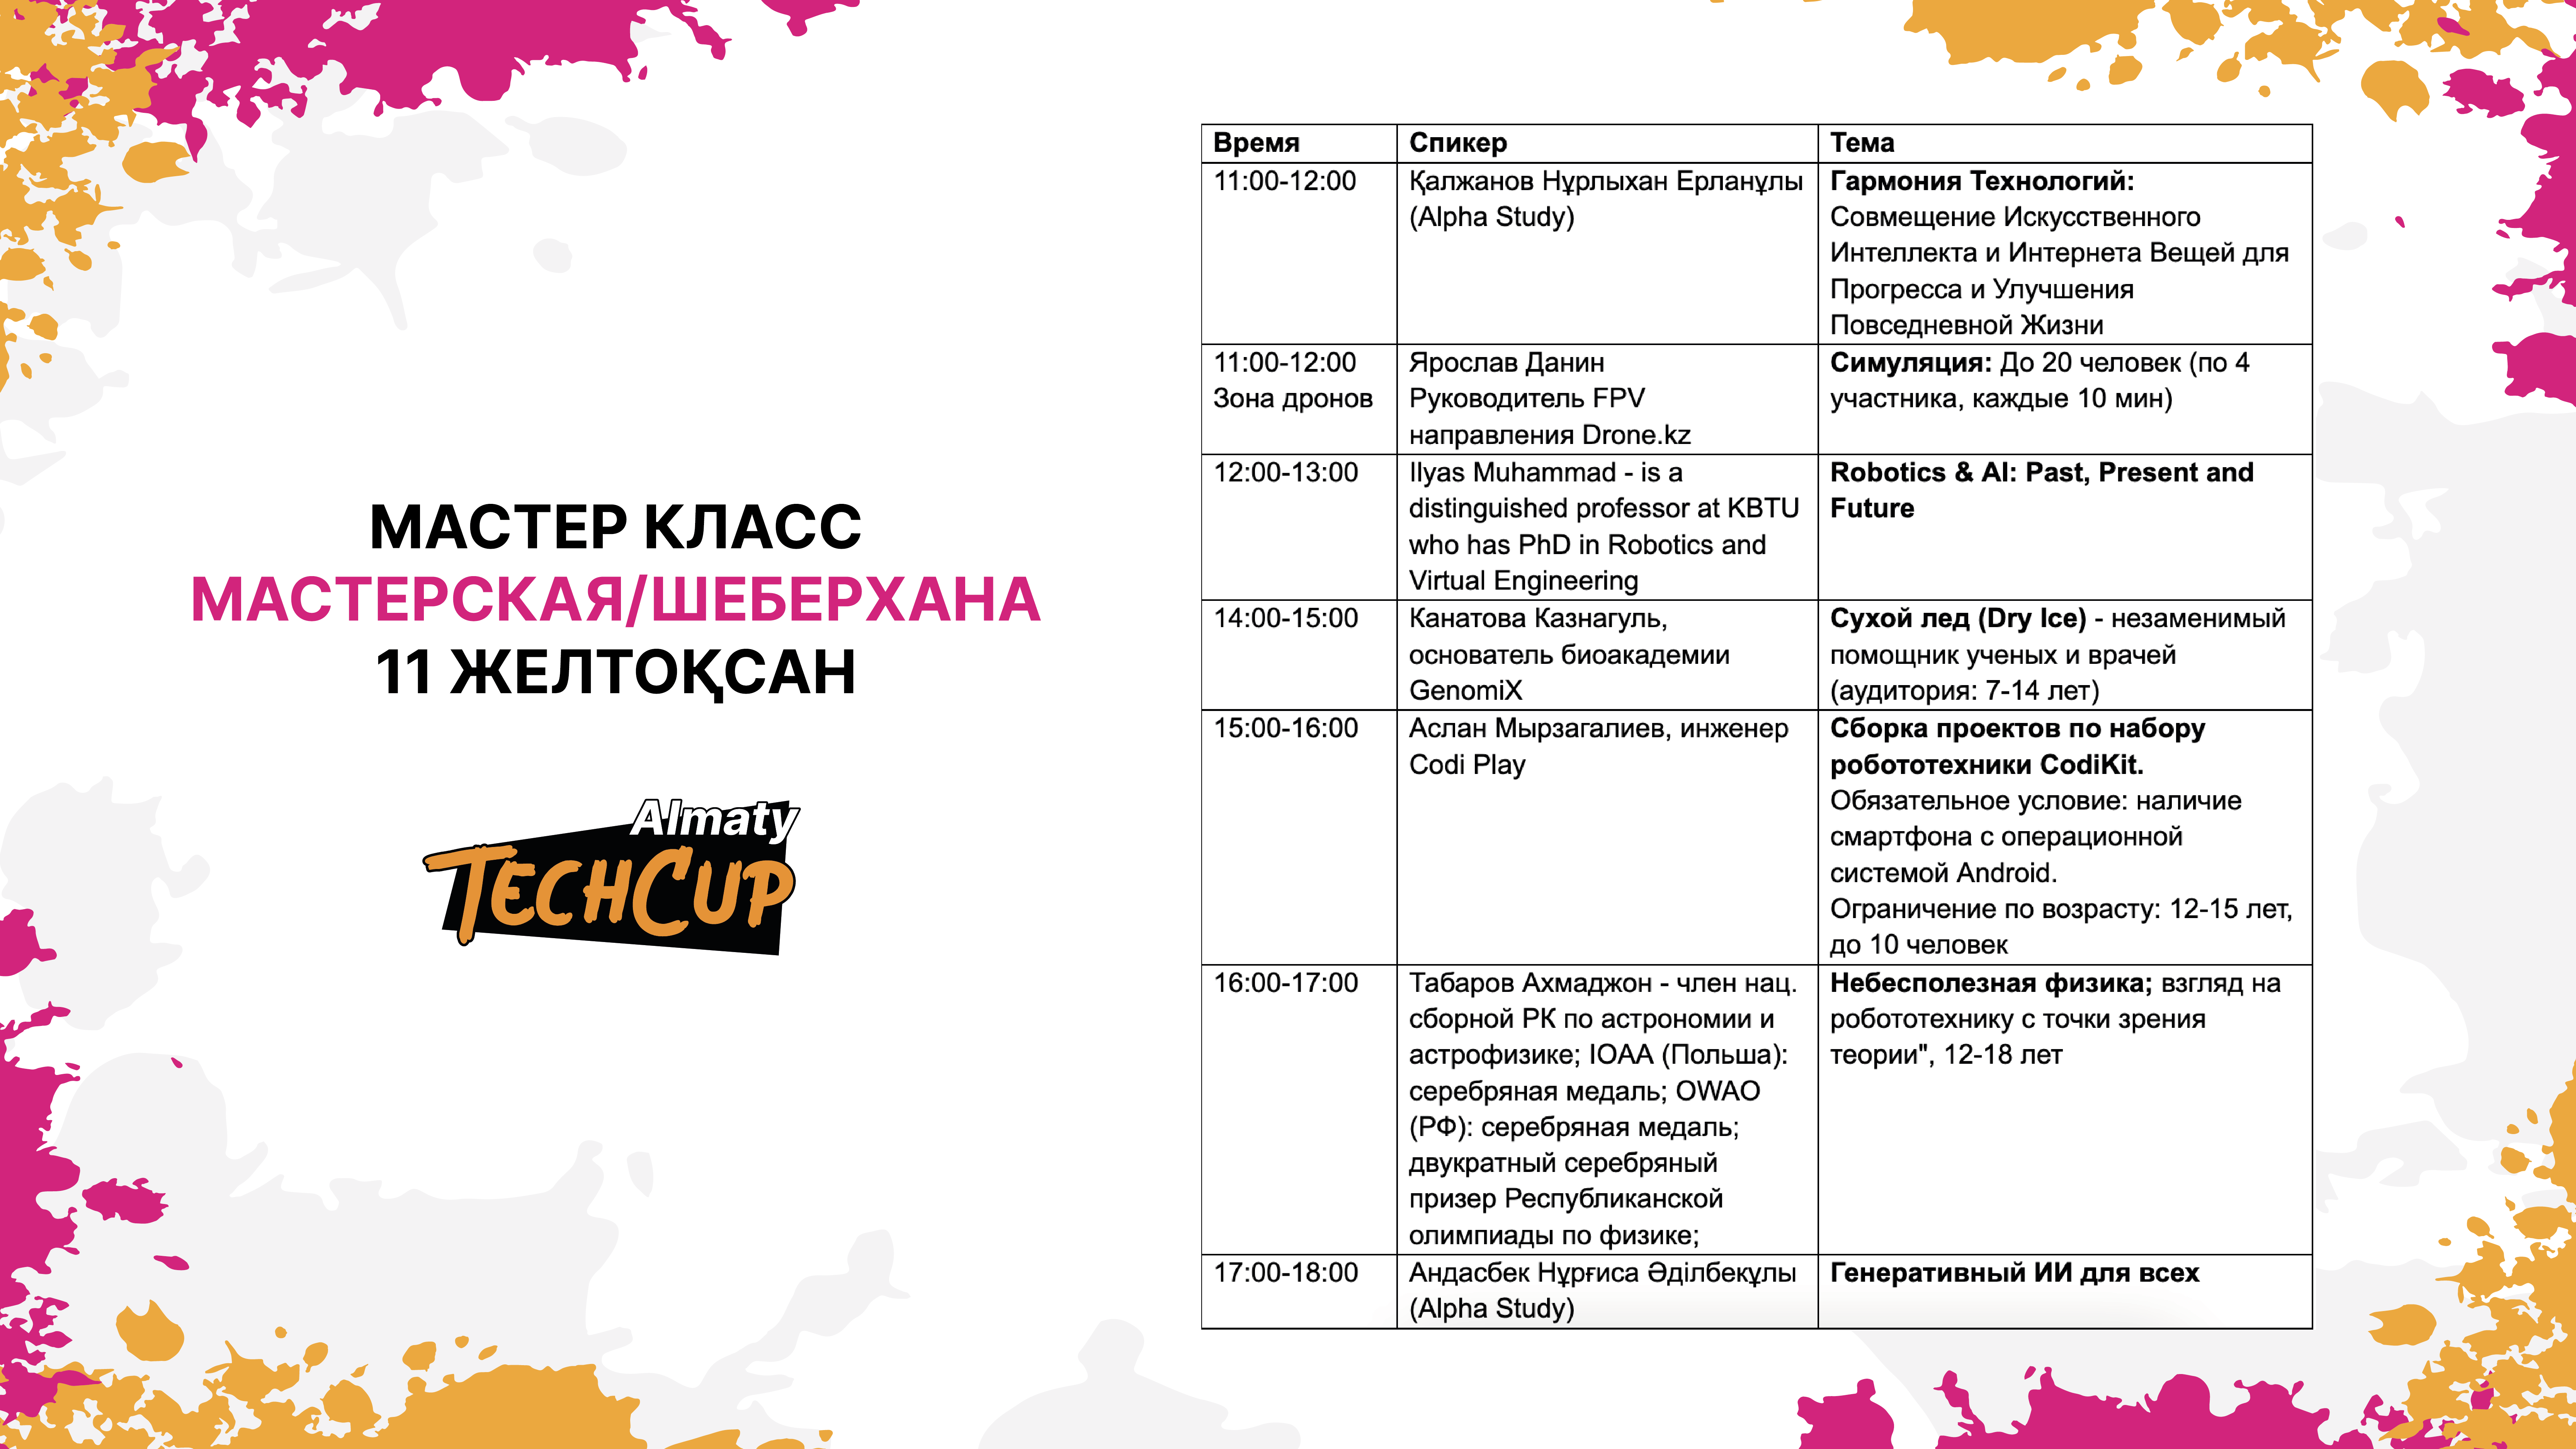 МАСТЕР КЛАСС
МАСТЕРСКАЯ/ШЕБЕРХАНА
11 ЖЕЛТОҚСАН
Almaty
TECHCUP
Время
Спикер
Тема
11:00-12:00
Қалжанов Нұрлыхан Ерланұлы
(Alpha Study)
Гармония Технологий:
Совмещение Искусственного
Интеллекта и Интернета Вещей для
Прогресса и Улучшения
Повседневной Жизни
11:00-12:00
Зона дронов
Ярослав Данин
Руководитель FPV
направления Drone.kz
Симуляция: До 20 человек (по 4
участника, каждые 10 мин)
12:00-13:00
Ilyas Muhammad - is a
distinguished professor at KBTU
who has PhD in Robotics and
Virtual Engineering
Robotics & AI: Past, Present and
Future
14:00-15:00
Канатова Казнагуль,
основатель биоакадемии
GenomiX
Сухой лед (Dry Ice) - незаменимый
помощник ученых и врачей
(аудитория: 7-14 лет)
15:00-16:00
Аслан Мырзагалиев, инженер
Codi Play
Сборка проектов по набору
робототехники CodiKit.
Обязательное условие: наличие
смартфона с операционной
системой Android.
Ограничение по возрасту: 12-15 лет,
до 10 человек
16:00-17:00
Табаров Ахмаджон - член нац.
сборной РК по астрономии и
астрофизике; IOAA (Польша):
серебряная медаль; OWAO
(РФ): серебряная медаль;
двукратный серебряный
призер Республиканской
олимпиады по физике;
Небесполезная физика; взгляд на
робототехнику с точки зрения
теории", 12-18 лет
17:00-18:00
Андасбек Нұрғиса Әділбекұлы
(Alpha Study)
Генеративный ИИ для всех